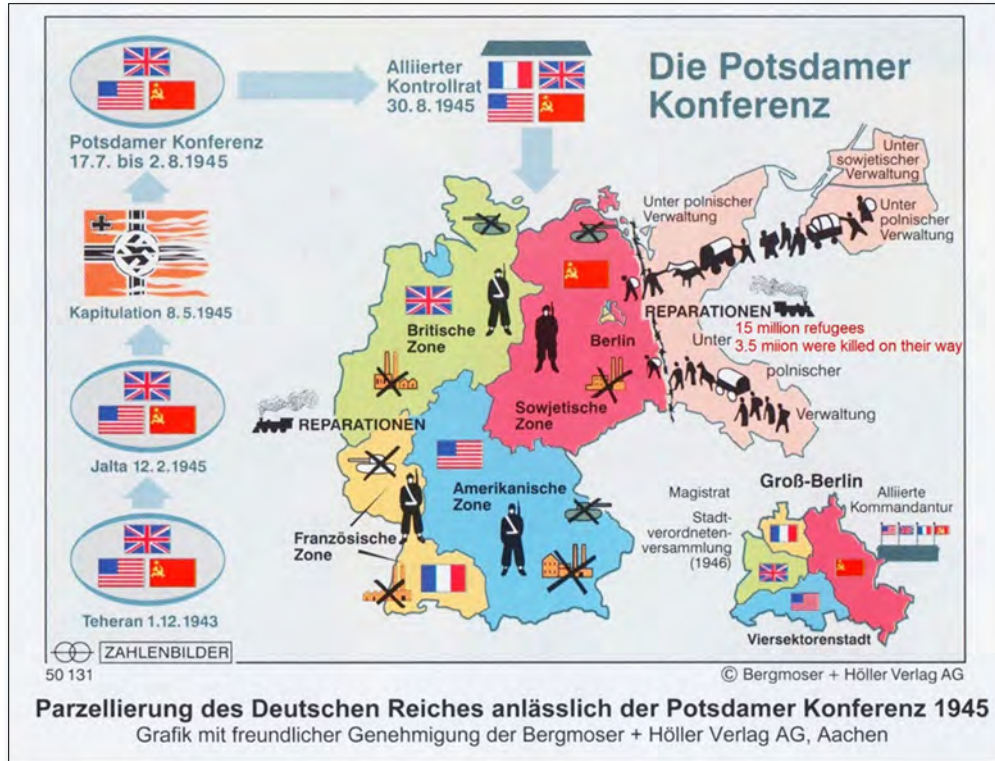 Die Potsdamer
Konferenz
Alliierter
Kontrollrat
30.8.1945
Potsdamer Konferenz
17.7. bis 2.8.1945
Kapitulation 8.5.1945
Jalta 12.2.1945
Teheran 1.12.1943
Unter
sowjetischer
Verwaltung
Unter polnischer
Verwaltung
Unter
polnischer
Verwaltung
Britische
Zone
Berlin
REPARATIONEN
15 million refugees
3.5 miion were killed on their way
Unter
polnischer
Verwaltung
Sowjetische
Zone
REPARATIONEN
Amerikanische
Zone
Französische
Zone
Groß-Berlin
Magistrat
Stadt-
verordneten-
versammlung
(1946)
Alliierte
Kommandantur
Viersektorenstadt
ZAHLENBILDER
50 131
© Bergmoser + Höller Verlag AG
Parzellierung des Deutschen Reiches anlässlich der Potsdamer Konferenz 1945
Grafik mit freundlicher Genehmigung der Bergmoser + Höller Verlag AG, Aachen